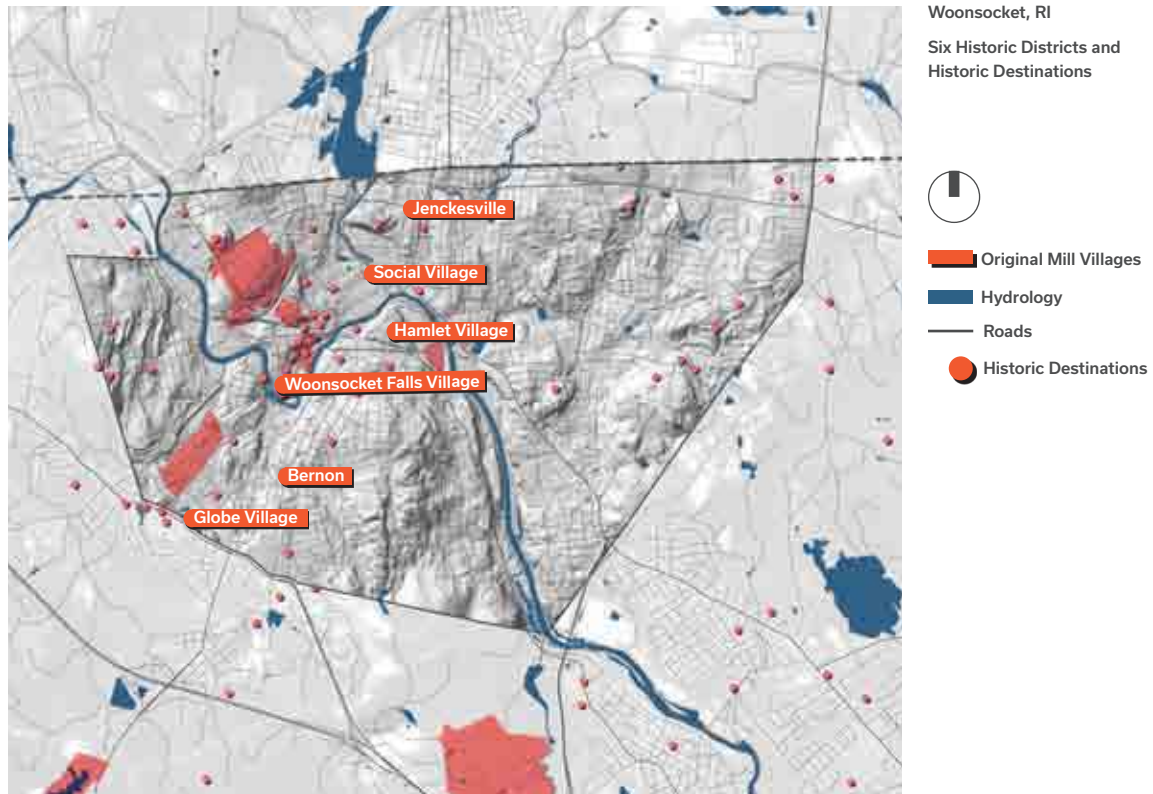 Woonsocket, RI
Six Historic Districts and
Historic Destinations
Original Mill Villages
Hydrology
Roads
Historic Destinations
Jenckesville
Social Village
Hamlet Village
Woonsocket Falls Village
Bernon
Globe Village